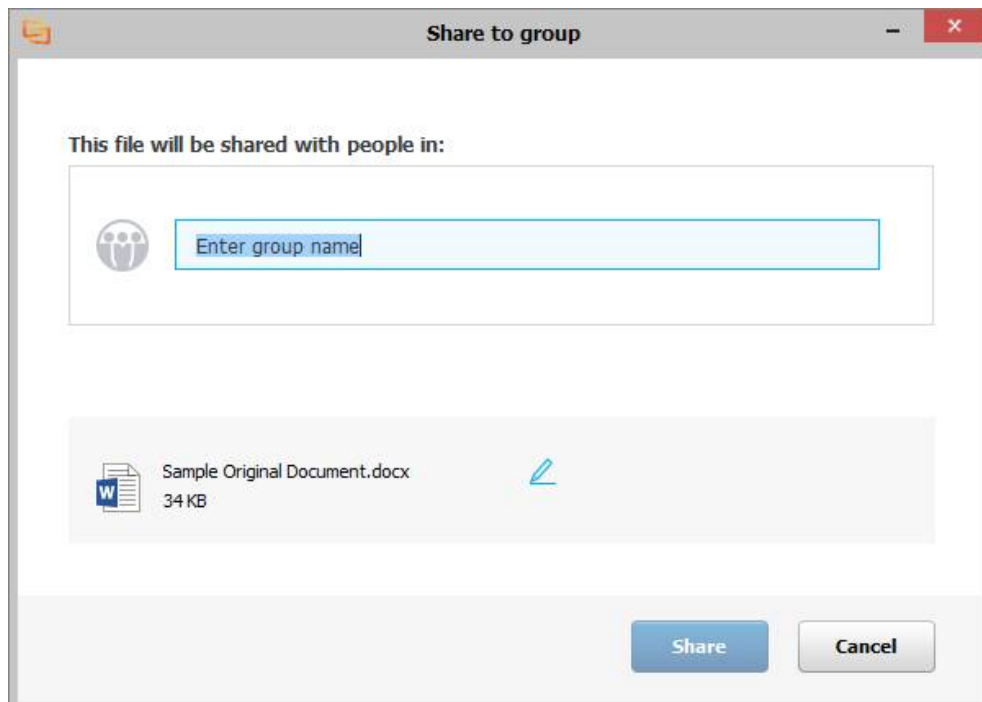 Share to group
This file will be shared with people in:
Enter group name
W
Sample Original Document.docx
34 KB
Share
Cancel